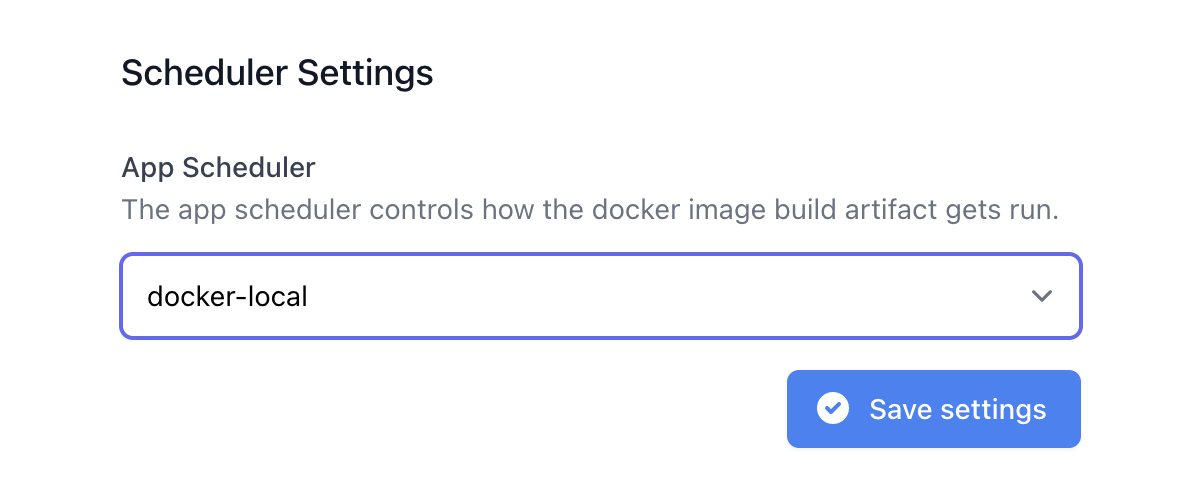 Scheduler Settings
App Scheduler
The app scheduler controls how the docker image build artifact gets run.
docker-local
Save settings